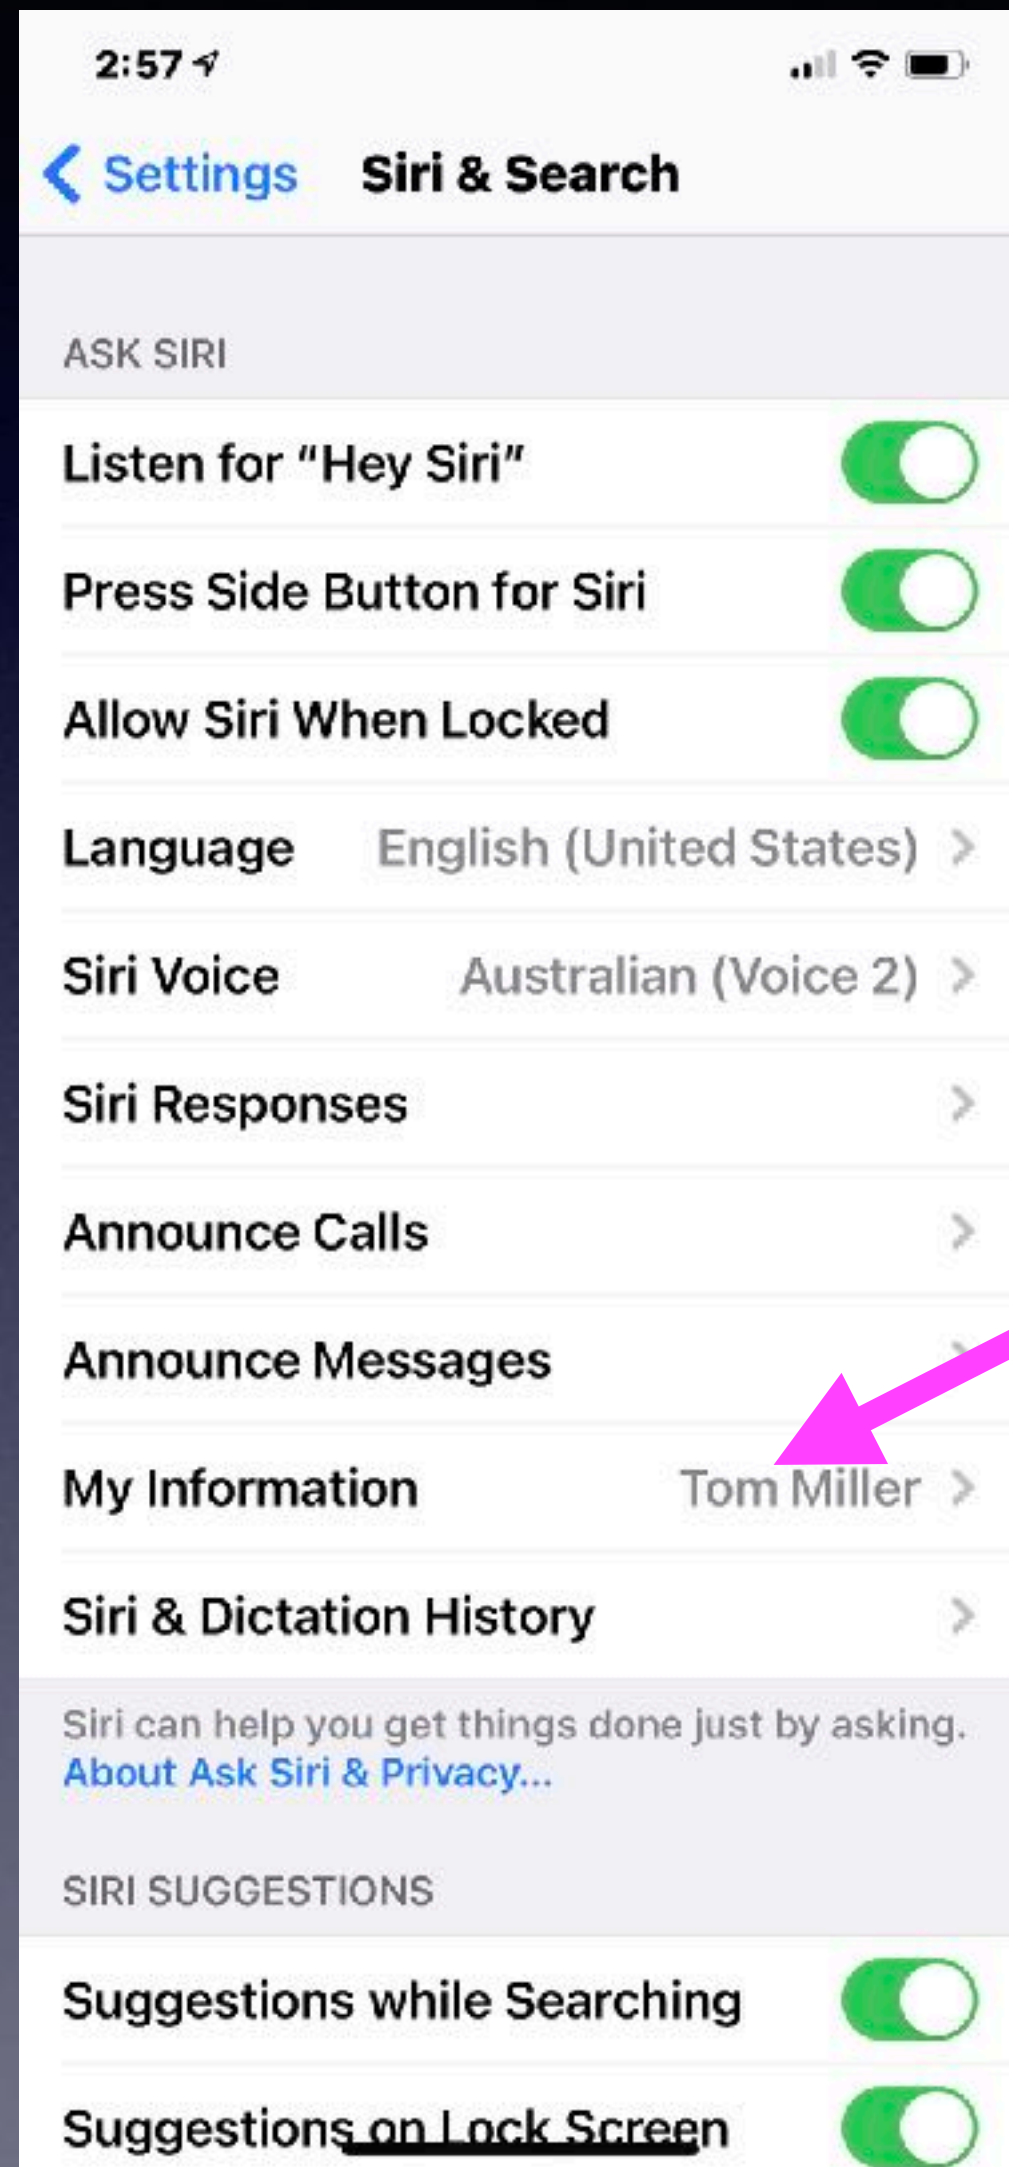 2:57
Settings Siri & Search
ASK SIRI
Listen for “Hey Siri”
Press Side Button for Siri
Allow Siri When Locked
Language English (United States)
Siri Voice Australian (Voice 2)
Siri Responses
Announce Calls
Announce Messages
My Information Tom Miller
Siri & Dictation History
Siri can help you get things done just by asking.
About Ask Siri & Privacy...
SIRI SUGGESTIONS
Suggestions while Searching
Suggestions on Lock Screen